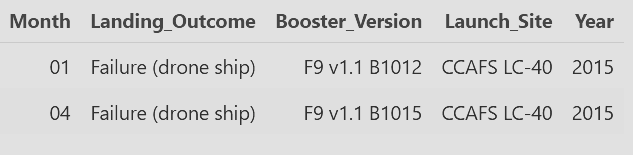 Month Landing_Outcome Booster_Version Launch_Site Year
01 Failure (drone ship) F9 v1.1 B1012 CCAFS LC-40 2015
04 Failure (drone ship) F9 v1.1 B1015 CCAFS LC-40 2015